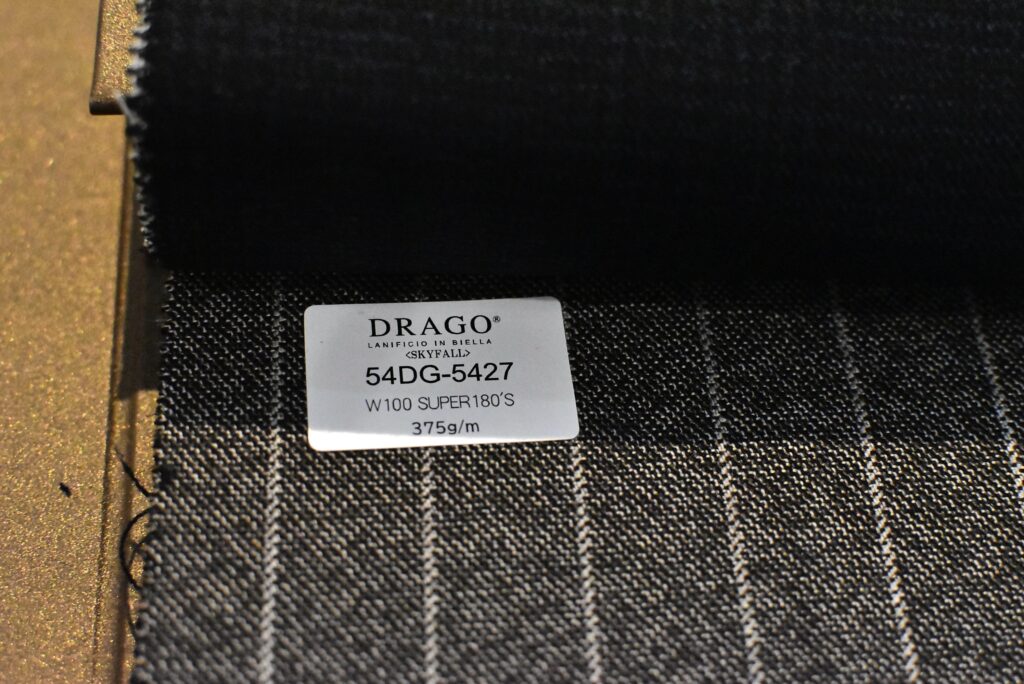 DRAGO®
LANIFICIO IN BIELLA
<SKYFALL>
54DG-5427
W100 SUPER180'S
375g/m